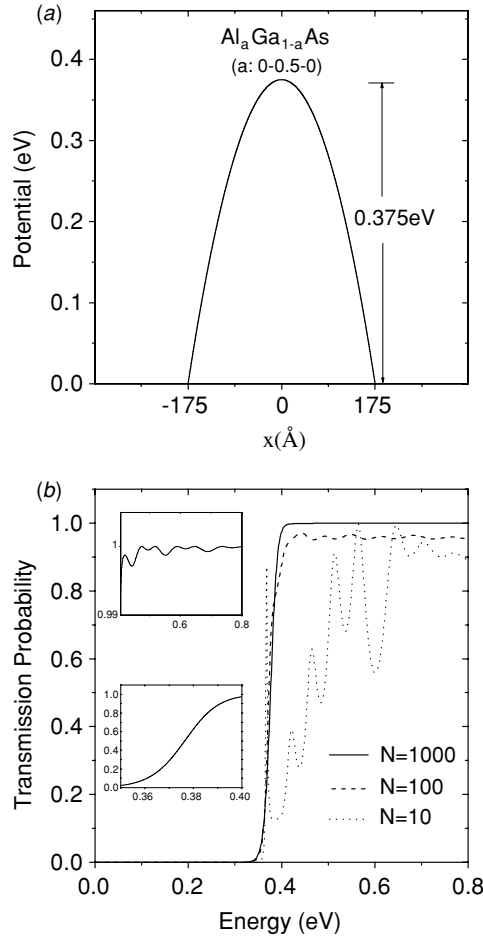 (a)
Al_aGa_{1-a}As
(a: 0-0.5-0)
0.4
0.3
0.2
0.1
0.0
Potential (eV)
0.375eV
-175 0 175
x(Å)
(b)
1.0
0.8
0.6
0.4
0.2
0.0
Transmission Probability
1
0.99
0.6 0.8
1.0
0.8
0.6
0.4
0.2
0.0
0.36 0.38 0.40
N=1000
N=100
N=10
0.0 0.2 0.4 0.6 0.8
Energy (eV)